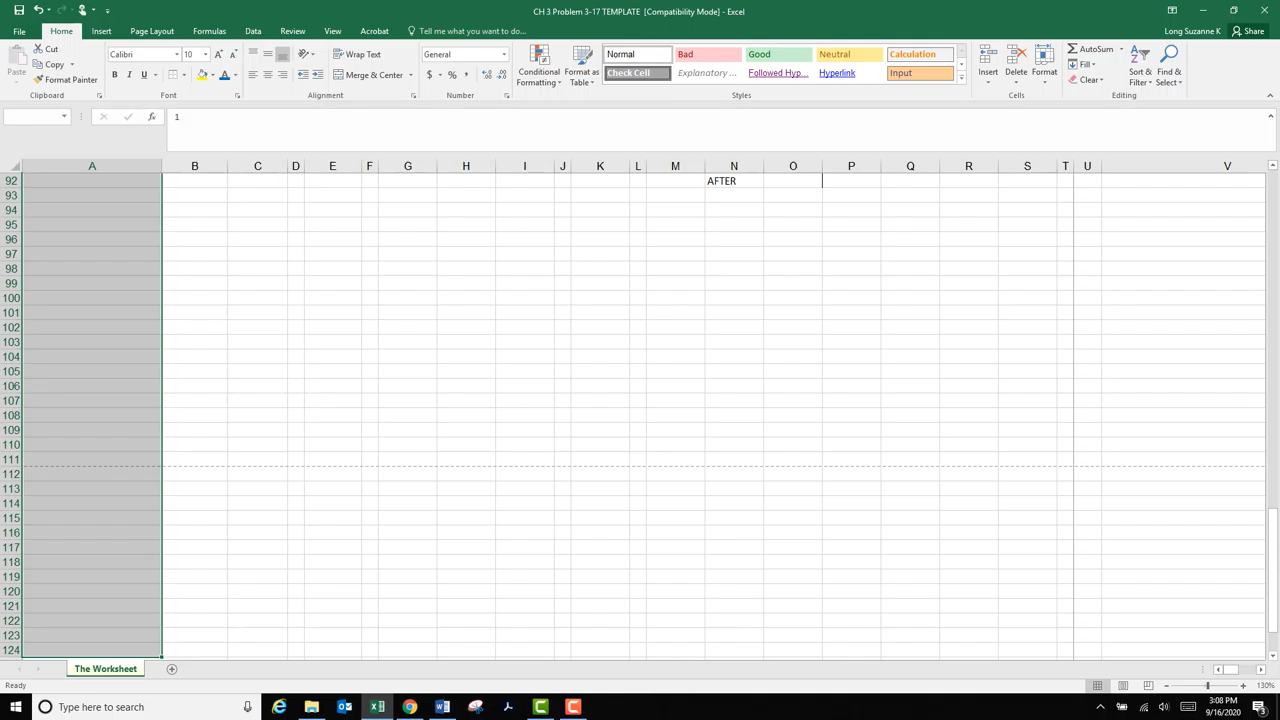 CH 3 Problem 3-17 TEMPLATE [Compatibility Mode] - Excel
File Home Insert Page Layout Formulas Data Review View Acrobat Tell me what you want to do... Long Suzanne K Share
Paste Cut Copy Format Painter Clipboard
Calibri 10 A A B I U A Font
Wrap Text Merge & Center Alignment
General $ % , Number
Conditional Formatting Format as Table
Normal Bad Good Neutral Calculation
Check Cell Explanatory ... Followed Hyp... Hyperlink Input
Styles
Insert Delete Format Cells
AutoSum Fill Clear Sort & Filter Find & Select Editing
fx 1
A B C D E F G H I J K L M N O P Q R S T U V
92 AFTER
93
94
95
96
97
98
99
100
101
102
103
104
105
106
107
108
109
110
111
112
113
114
115
116
117
118
119
120
121
122
123
124
The Worksheet
Ready 130%
Type here to search
3:08 PM
9/16/2020